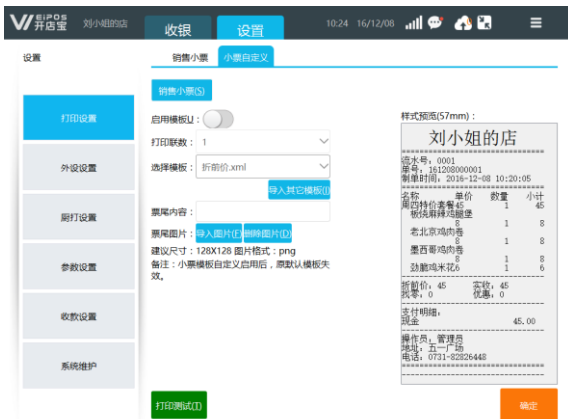 EiPOS
开店宝 刘小姐的店 收银 设置 10:24 16/12/08
设置 销售小票 小票自定义
销售小票(S)
打印设置
外设设置
厨打设置
参数设置
收款设置
系统维护
启用模板U：
打印联数： 1
选择模板： 折前价.xml
导入其它模板(I)
票尾内容：
票尾图片： 导入图片(F) 删除图片(D)
建议尺寸：128X128 图片格式：png
备注：小票模板自定义启用后，原默认模板失
效。
打印测试(T)
样式预览(57mm)：
刘小姐的店
流水号：0001
单号：161208000001
制单时间：2016-12-08 10:20:05
名称 单价 数量 小计
周四特价套餐45 1 45
板烧麻辣鸡腿堡
8 1 8
老北京鸡肉卷
8 1 8
墨西哥鸡肉卷
8 1 8
劲脆鸡米花6 1 6
折前价：45 实收：45
找零：0 优惠：0
支付明细：
现金 45.00
操作员：管理员
地址：五一广场
电话：0731-82826448
确定